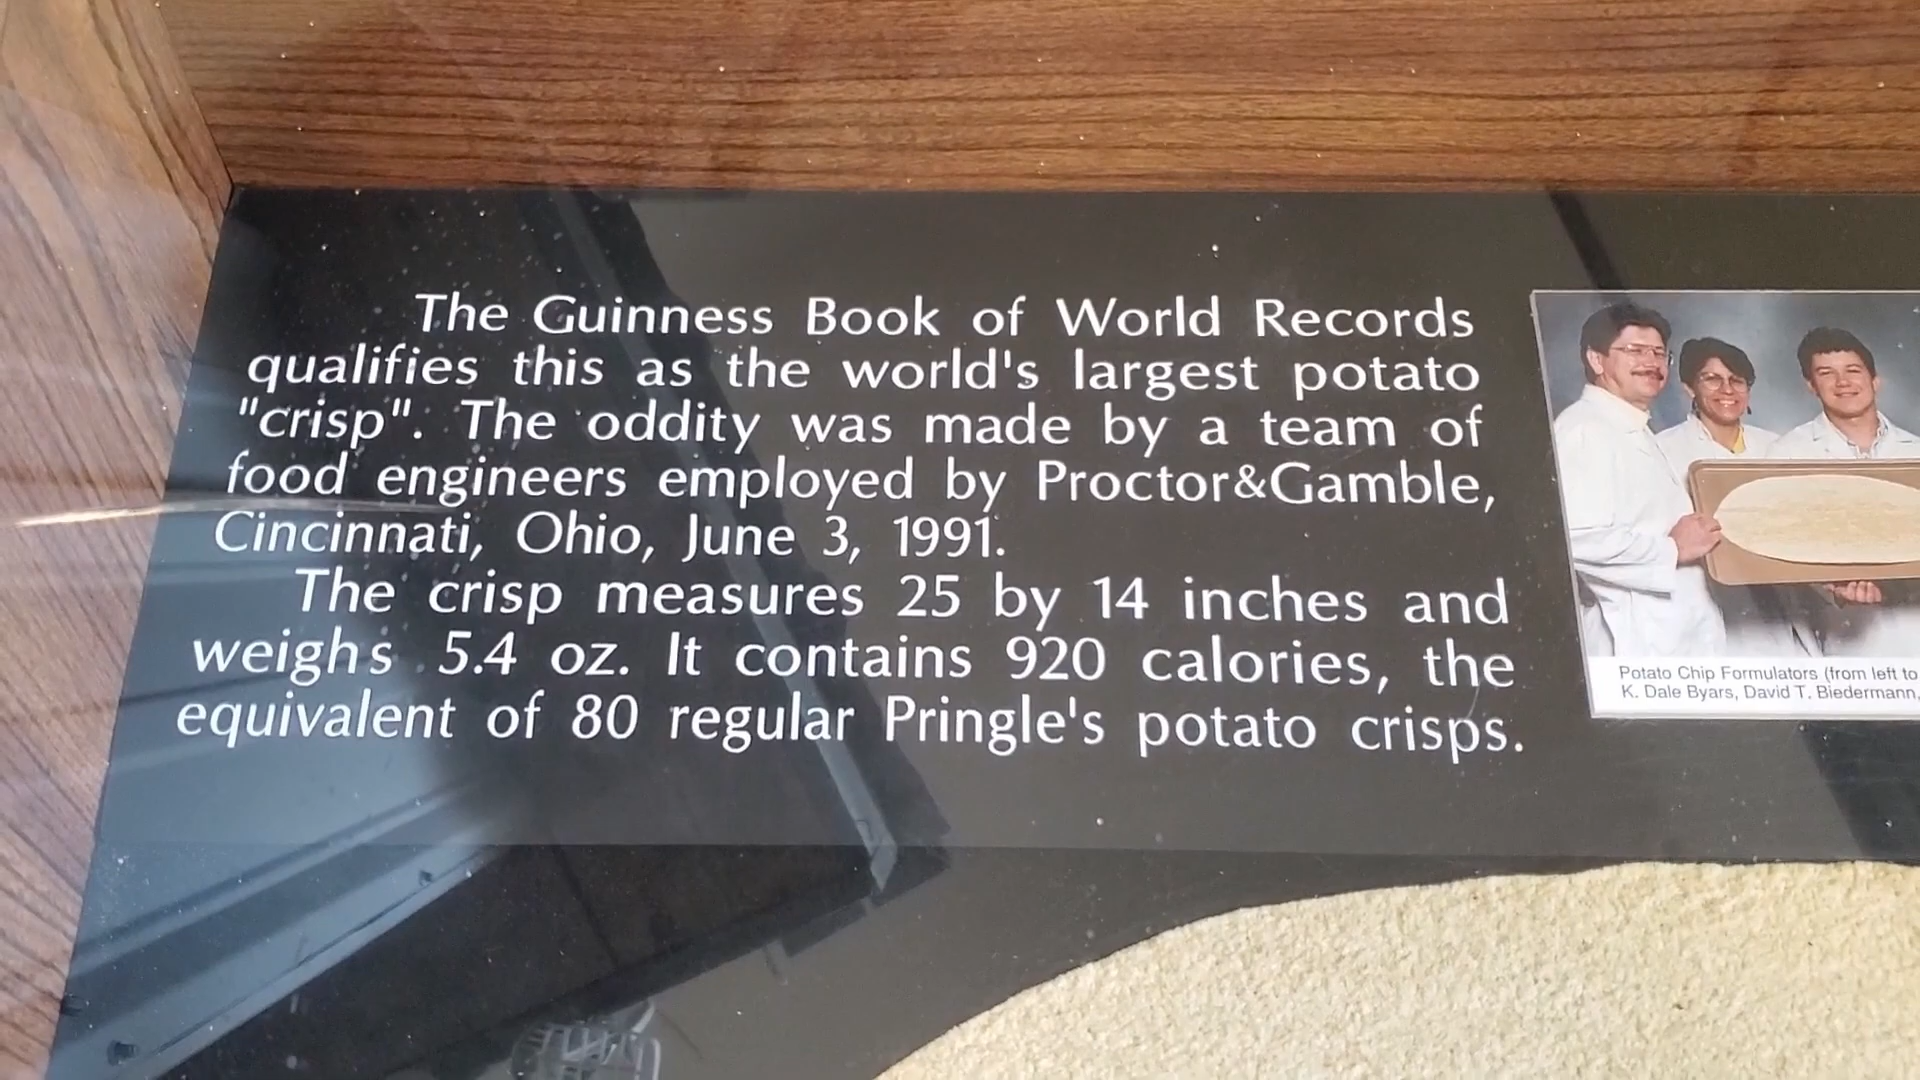 The Guinness Book of World Records
qualifies this as the world's largest potato
"crisp". The oddity was made by a team of
food engineers employed by Proctor&Gamble,
Cincinnati, Ohio, June 3, 1991.
The crisp measures 25 by 14 inches and
weighs 5.4 oz. It contains 920 calories, the
equivalent of 80 regular Pringle's potato crisps.
Potato Chip Formulators (from left to
K. Dale Byars, David T. Biedermann,